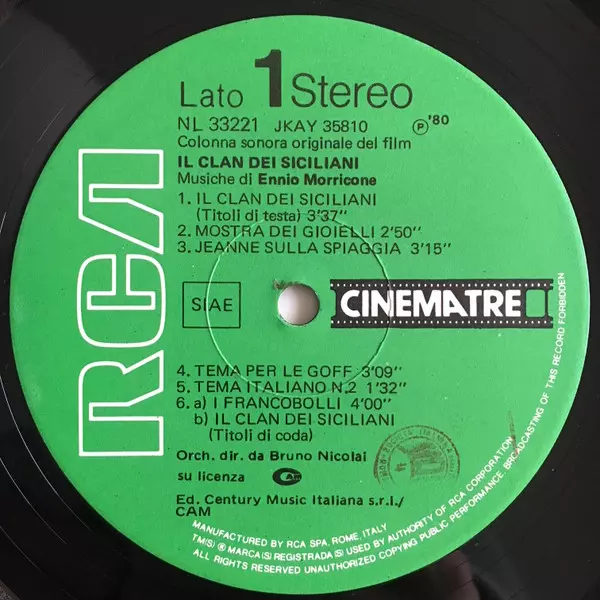 Lato 1 Stereo
NL 33221 JKAY 35810 Ⓟ'80
Colonna sonora originale del film
IL CLAN DEI SICILIANI
Musiche di Ennio Morricone
1. IL CLAN DEI SICILIANI
(Titoli di testa) 3'37"
2. MOSTRA DEI GIOIELLI 2'50"
3. JEANNE SULLA SPIAGGIA 3'15"
RCA
SIAE
CINEMATRE
4. TEMA PER LE GOFF 3'09"
5. TEMA ITALIANO N.2 1'32"
6. a) I FRANCOBOLLI 4'00"
b) IL CLAN DEI SICILIANI
(Titoli di coda)
Orch. dir. da Bruno Nicolai
su licenza CAM
Ed. Century Music Italiana s.r.l./
CAM
MANUFACTURED BY RCA SPA, ROME, ITALY
TM(S) ® MARCA(S) REGISTRADA(S) USED BY AUTHORITY OF RCA CORPORATION
ALL RIGHTS RESERVED UNAUTHORIZED COPYING PUBLIC PERFORMANCE, BROADCASTING OF THIS RECORD FORBIDDEN